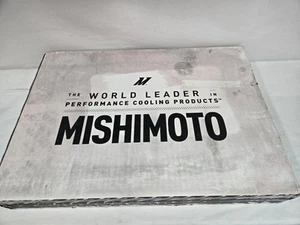 THE WORLD LEADER IN
PERFORMANCE COOLING PRODUCTS™
MISHIMOTO